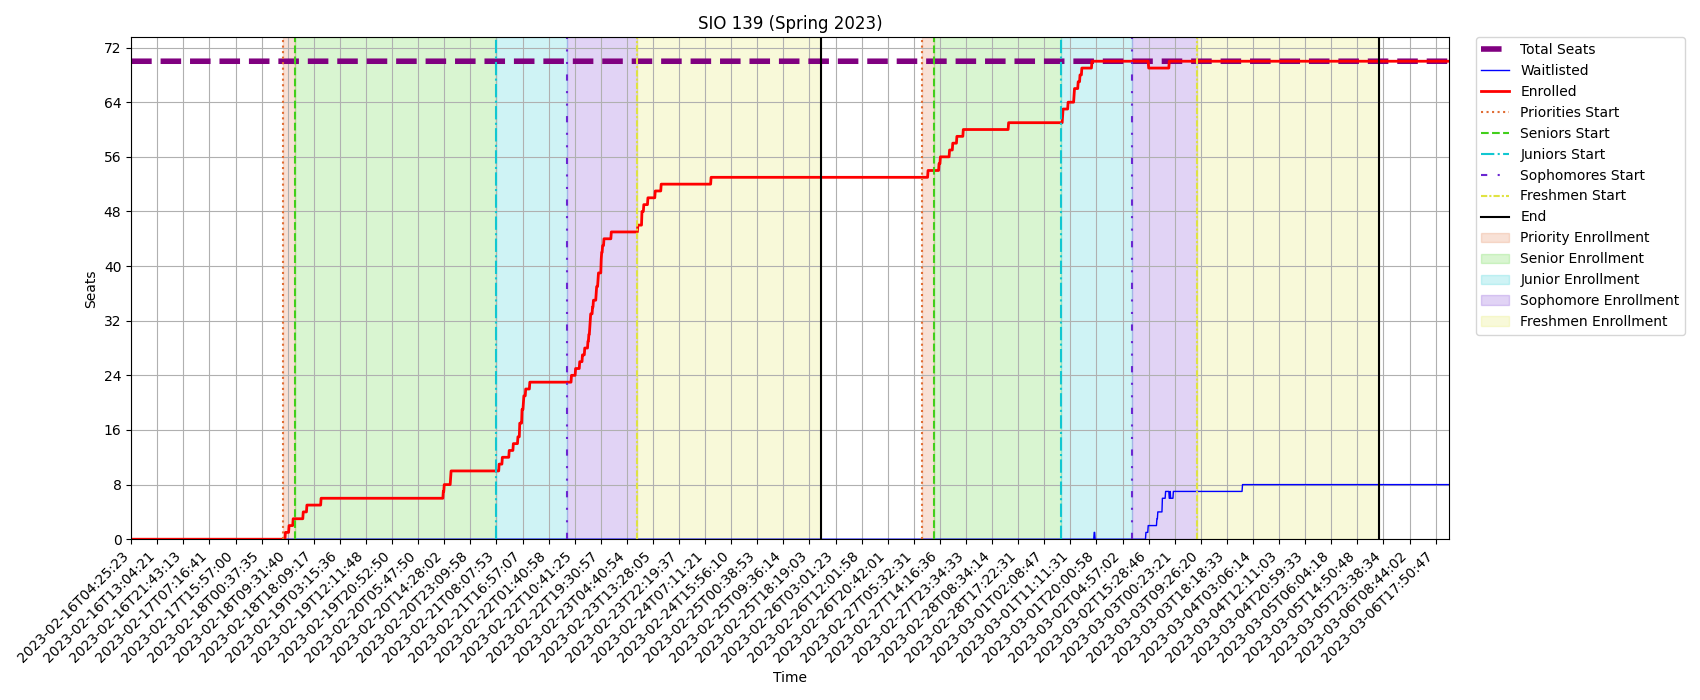 SIO 139 (Spring 2023)
72
64
56
48
40
32
24
16
8
0
Seats
2023-02-16T04:25:23
2023-02-16T13:04:21
2023-02-16T21:43:13
2023-02-17T07:16:41
2023-02-17T15:57:00
2023-02-18T00:37:35
2023-02-18T09:31:40
2023-02-18T18:09:17
2023-02-19T03:15:36
2023-02-19T12:11:48
2023-02-19T20:52:50
2023-02-20T05:47:50
2023-02-20T14:28:02
2023-02-20T23:09:58
2023-02-21T08:07:53
2023-02-21T16:57:07
2023-02-22T01:40:58
2023-02-22T10:41:25
2023-02-22T19:30:57
2023-02-23T04:40:54
2023-02-23T13:28:05
2023-02-23T22:19:37
2023-02-24T07:11:21
2023-02-24T15:56:10
2023-02-25T00:38:53
2023-02-25T09:36:14
2023-02-25T18:19:03
2023-02-26T03:01:23
2023-02-26T12:01:58
2023-02-26T20:42:01
2023-02-27T05:32:31
2023-02-27T14:16:36
2023-02-27T23:34:33
2023-02-28T08:34:14
2023-02-28T17:22:31
2023-03-01T02:08:47
2023-03-01T11:11:31
2023-03-01T20:00:58
2023-03-02T04:57:02
2023-03-02T15:28:46
2023-03-03T00:23:21
2023-03-03T09:26:20
2023-03-03T18:18:33
2023-03-04T03:06:14
2023-03-04T12:11:03
2023-03-04T20:59:33
2023-03-05T06:04:18
2023-03-05T14:50:48
2023-03-05T23:38:34
2023-03-06T08:44:02
2023-03-06T17:50:47
Time
Total Seats
Waitlisted
Enrolled
Priorities Start
Seniors Start
Juniors Start
Sophomores Start
Freshmen Start
End
Priority Enrollment
Senior Enrollment
Junior Enrollment
Sophomore Enrollment
Freshmen Enrollment